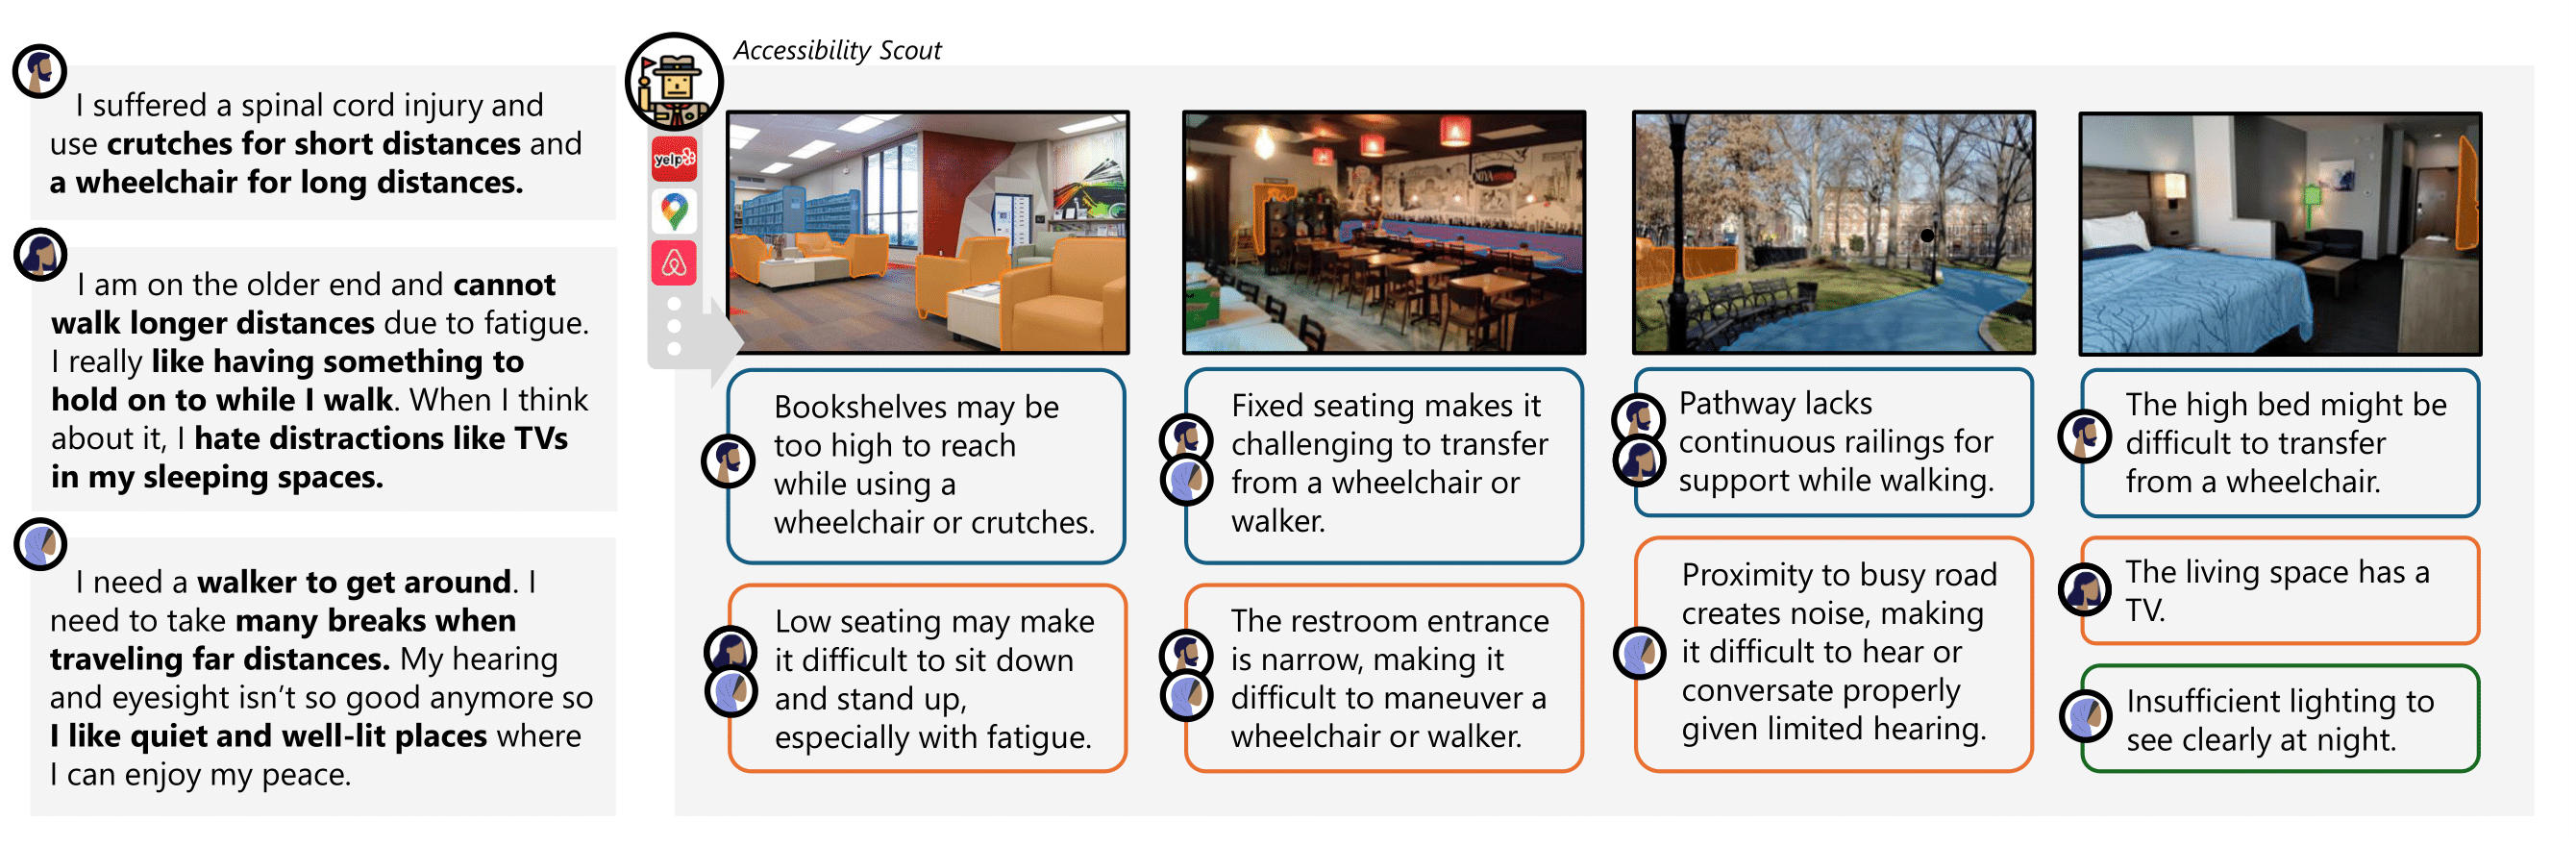 Accessibility Scout
I suffered a spinal cord injury and
use crutches for short distances and
a wheelchair for long distances.
I am on the older end and cannot
walk longer distances due to fatigue.
I really like having something to
hold on to while I walk. When I think
about it, I hate distractions like TVs
in my sleeping spaces.
I need a walker to get around. I
need to take many breaks when
traveling far distances. My hearing
and eyesight isn't so good anymore so
I like quiet and well-lit places where
I can enjoy my peace.
yelp
Bookshelves may be
too high to reach
while using a
wheelchair or crutches.
Low seating may make
it difficult to sit down
and stand up,
especially with fatigue.
Fixed seating makes it
challenging to transfer
from a wheelchair or
walker.
The restroom entrance
is narrow, making it
difficult to maneuver a
wheelchair or walker.
Pathway lacks
continuous railings for
support while walking.
Proximity to busy road
creates noise, making
it difficult to hear or
conversate properly
given limited hearing.
The high bed might be
difficult to transfer
from a wheelchair.
The living space has a
TV.
Insufficient lighting to
see clearly at night.